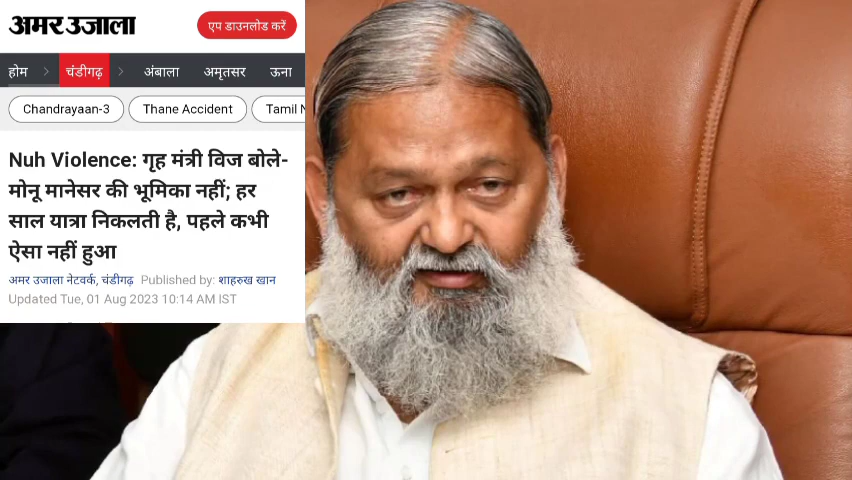 अमर उजाला
एप डाउनलोड करें
होम > चंडीगढ़ > अंबाला अमृतसर ऊना
Chandrayaan-3 Thane Accident Tamil N
Nuh Violence: गृह मंत्री विज बोले-
मोनू मानेसर की भूमिका नहीं; हर
साल यात्रा निकलती है, पहले कभी
ऐसा नहीं हुआ
अमर उजाला नेटवर्क, चंडीगढ़ Published by: शाहरुख खान
Updated Tue, 01 Aug 2023 10:14 AM IST